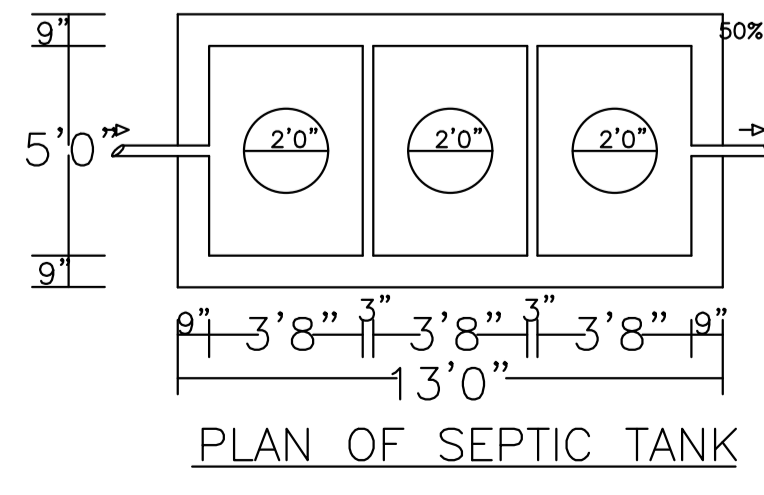 9"
50%
5'0"
2'0" 2'0" 2'0"
9"
9" 3'8" 3" 3'8" 3" 3'8" 9"
13'0"
PLAN OF SEPTIC TANK